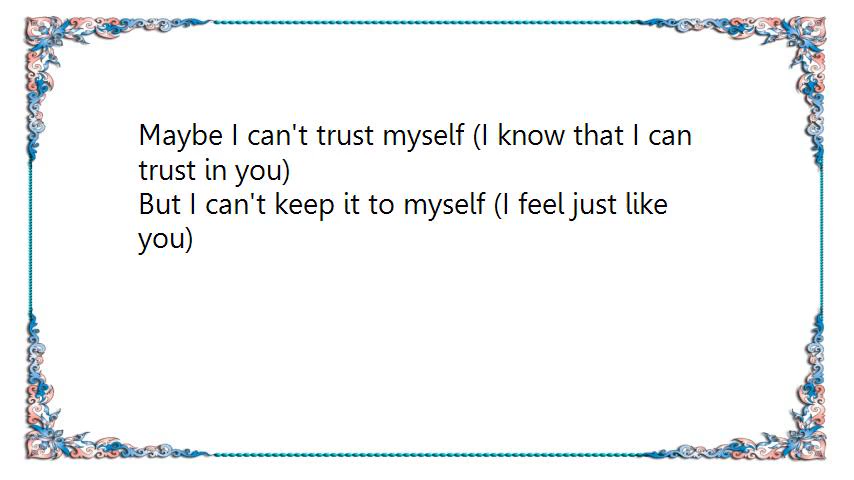 Maybe I can't trust myself (I know that I can
trust in you)
But I can't keep it to myself (I feel just like
you)